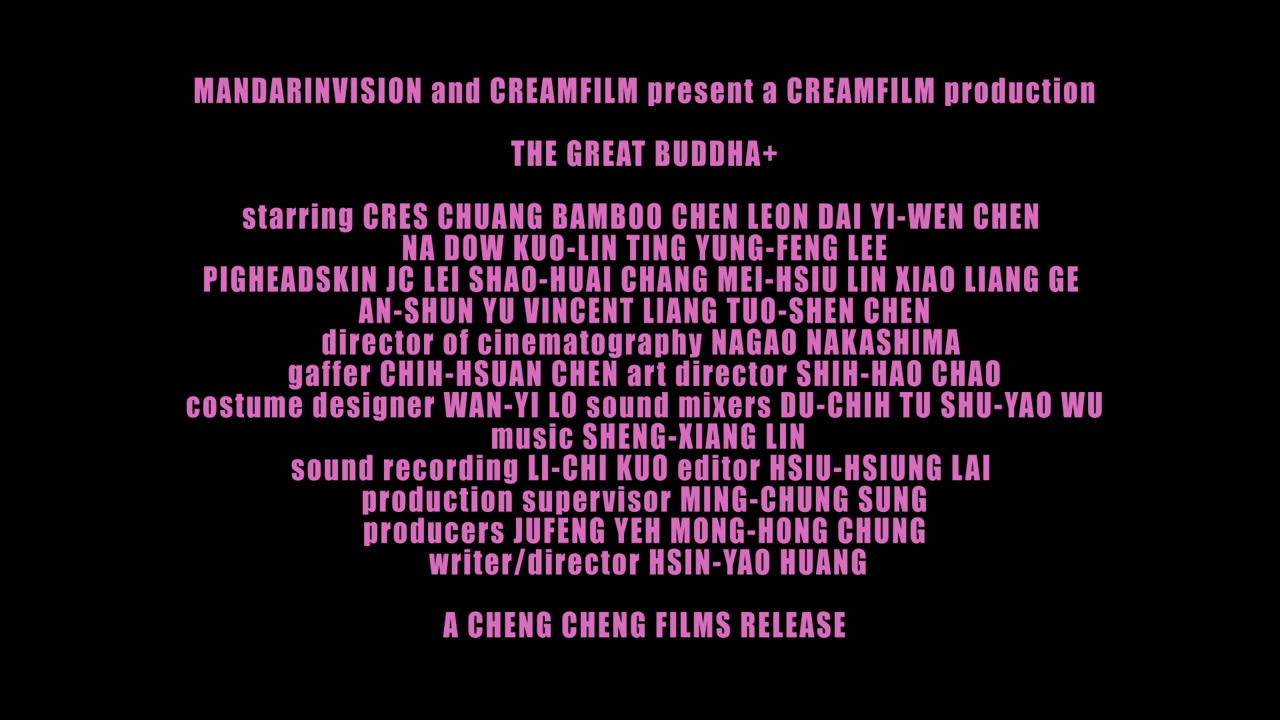 MANDARINVISION and CREAMFILM present a CREAMFILM production
THE GREAT BUDDHA+
starring CRES CHUANG BAMBOO CHEN LEON DAI YI-WEN CHEN
NA DOW KUO-LIN TING YUNG-FENG LEE
PIGHEADSKIN JC LEI SHAO-HUAI CHANG MEI-HSIU LIN XIAO LIANG GE
AN-SHUN YU VINCENT LIANG TUO-SHEN CHEN
director of cinematography NAGAO NAKASHIMA
gaffer CHIH-HSUAN CHEN art director SHIH-HAO CHAO
costume designer WAN-YI LO sound mixers DU-CHIH TU SHU-YAO WU
music SHENG-XIANG LIN
sound recording LI-CHI KUO editor HSIU-HSIUNG LAI
production supervisor MING-CHUNG SUNG
producers JUFENG YEH MONG-HONG CHUNG
writer/director HSIN-YAO HUANG
A CHENG CHENG FILMS RELEASE